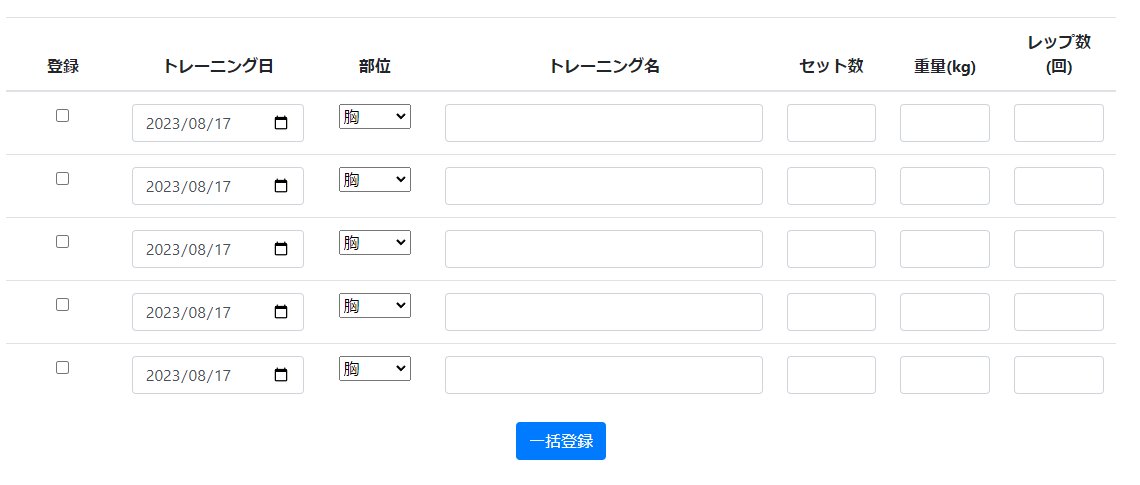 登録 トレーニング日 部位 トレーニング名 セット数 重量(kg) レップ数
(回)
2023/08/17 胸
2023/08/17 胸
2023/08/17 胸
2023/08/17 胸
2023/08/17 胸
一括登録